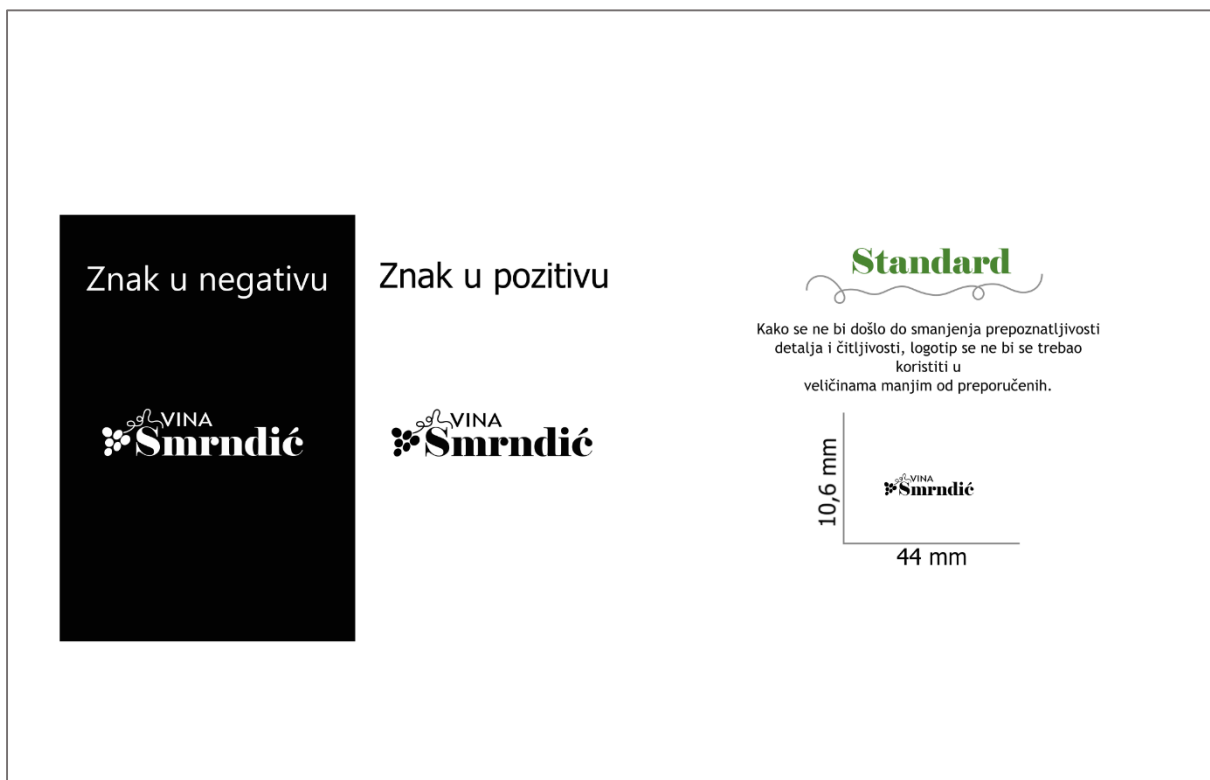 Znak u negativu
VINA
Smrndić
Znak u pozitivu
VINA
Smrndić
Standard
Kako se ne bi došlo do smanjenja prepoznatljivosti
detalja i čitljivosti, logotip se ne bi se trebao
koristiti u
veličinama manjim od preporučenih.
10,6 mm
VINA
Smrndić
44 mm